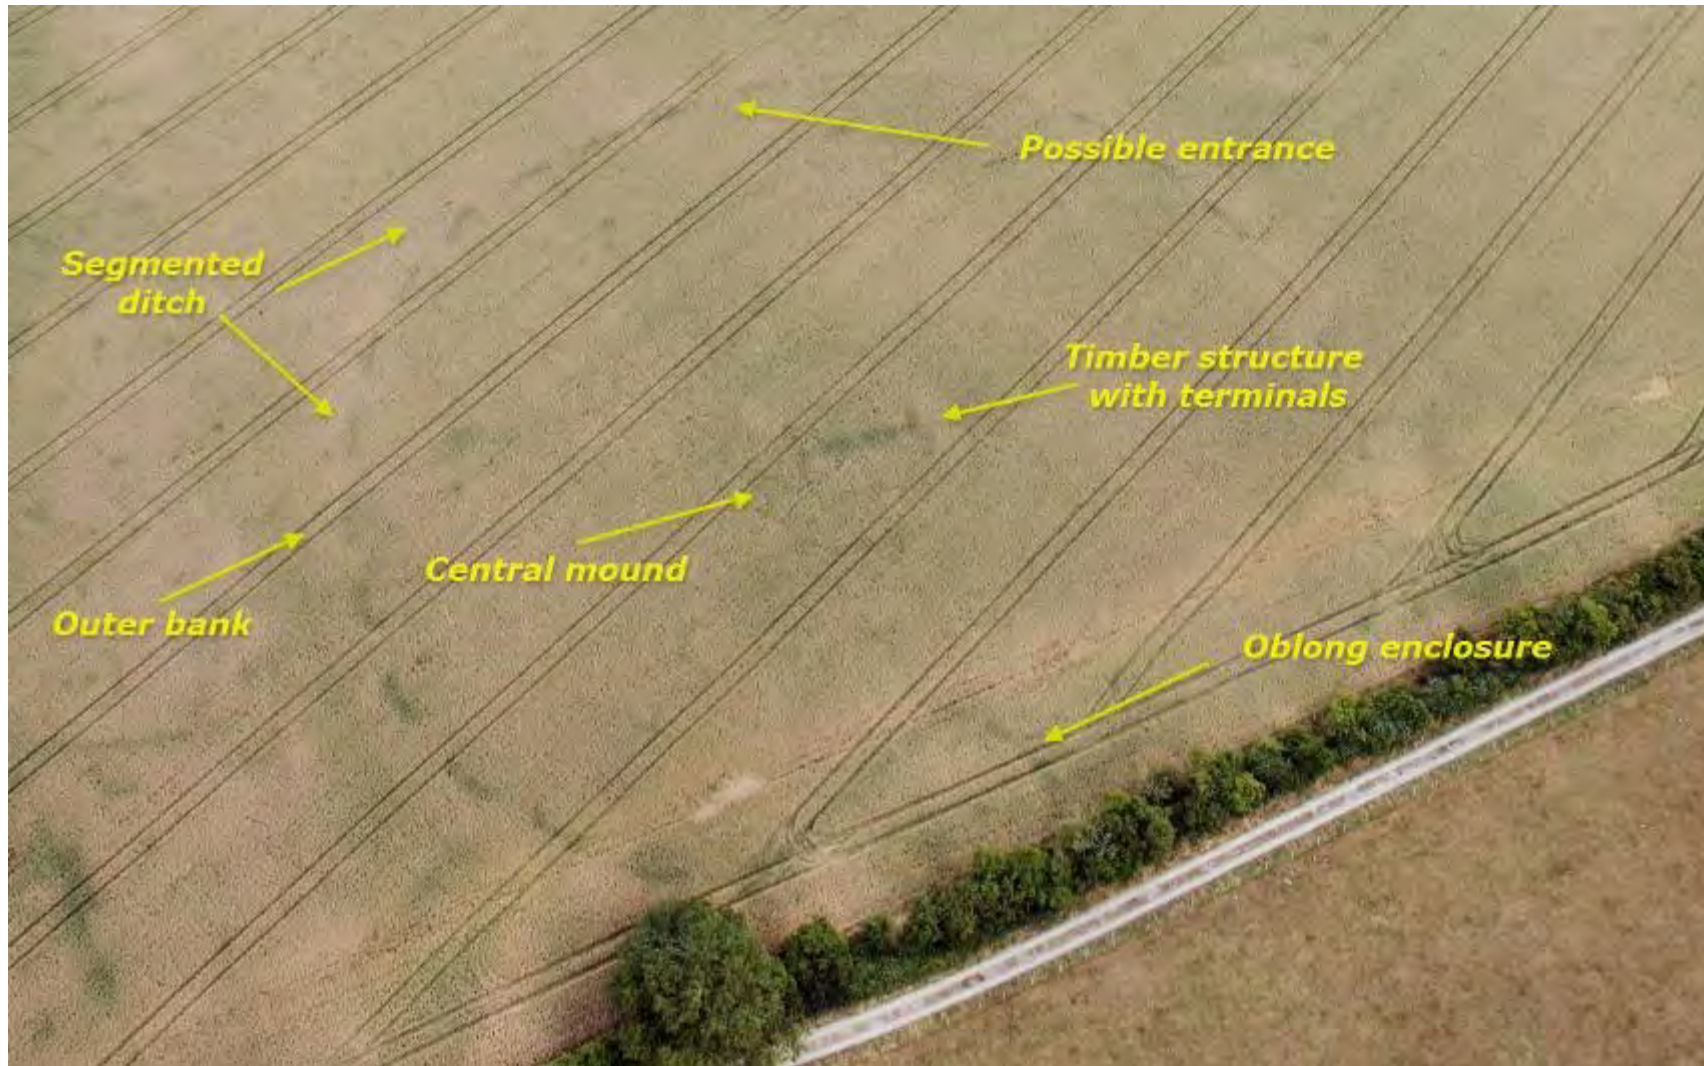 Possible entrance
Segmented
ditch
Timber structure
with terminals
Central mound
Outer bank
Oblong enclosure